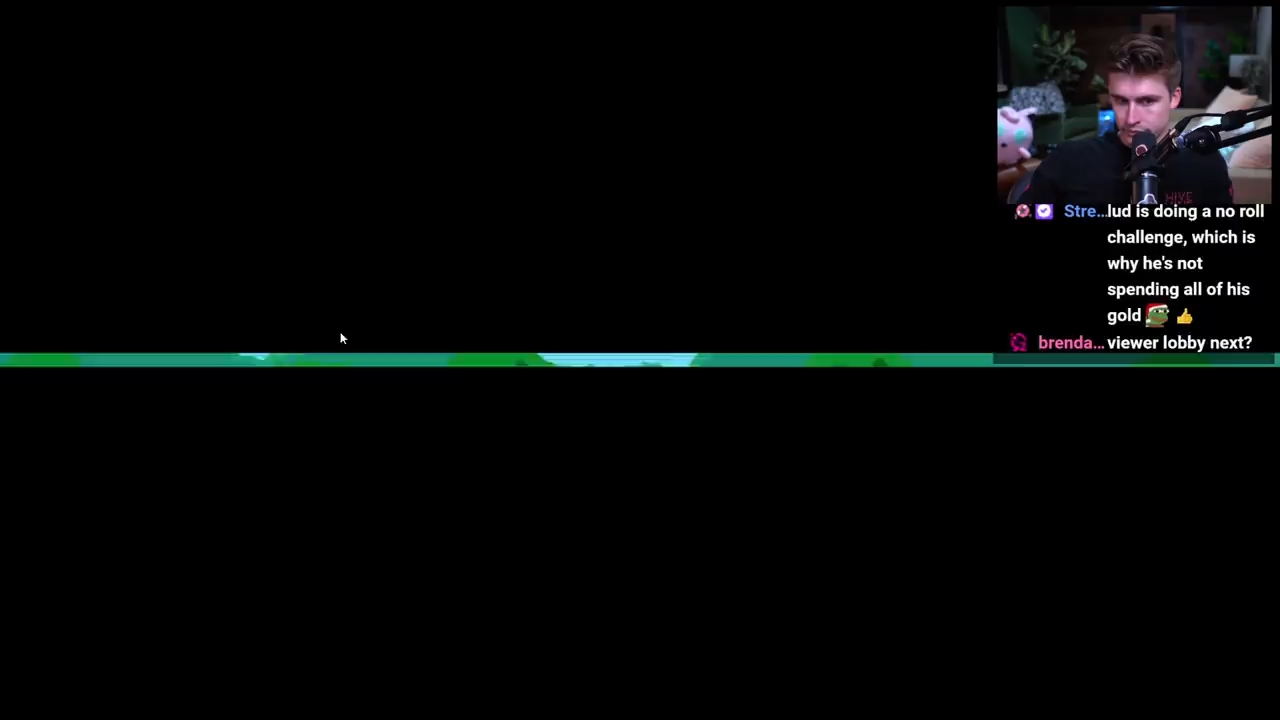 HIVE
Stre... lud is doing a no roll
challenge, which is
why he's not
spending all of his
gold
brenda... viewer lobby next?